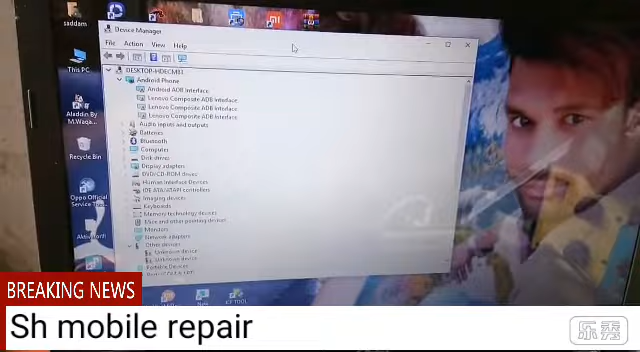 saddam
Device Manager
File Action View Help
This PC
Android Phone
Android ADB Interface
Lenovo Composite ADB Interface
Lenovo Composite ADB Interface
Lenovo Composite ADB Interface
Audio inputs and outputs
Batteries
Bluetooth
Computer
Disk drives
Display adapters
DVD/CD-ROM drives
Human Interface Devices
IDE ATA/ATAPI controllers
Imaging devices
Keyboards
Memory technology devices
Mice and other pointing devices
Monitors
Network adapters
Other devices
Unknown device
Unknown device
Portable Devices
Aladdin By
M.Waqa...
Recycle Bin
Oppo Official
Service Too...
BREAKING NEWS
Sh mobile repair
乐秀